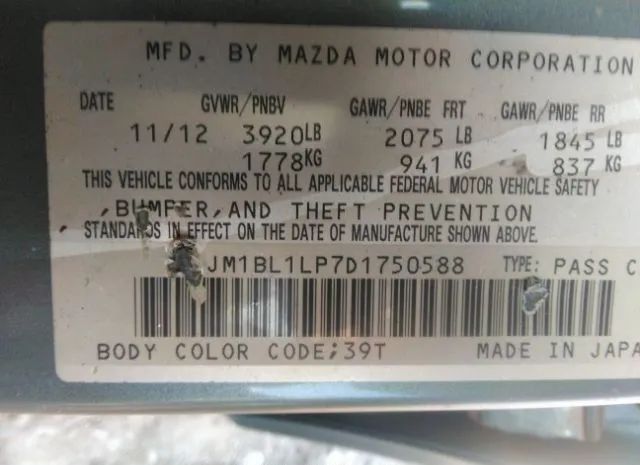 MFD. BY MAZDA MOTOR CORPORATION
DATE GVWR/PNBV GAWR/PNBE FRT GAWR/PNBE RR
11/12 3920LB 2075 LB 1845 LB
1778KG 941 KG 837 KG
THIS VEHICLE CONFORMS TO ALL APPLICABLE FEDERAL MOTOR VEHICLE SAFETY
,BUMPER,AND THEFT PREVENTION
STANDARDS IN EFFECT ON THE DATE OF MANUFACTURE SHOWN ABOVE.
JM1BL1LP7D1750588 TYPE: PASS C
BODY COLOR CODE;39T MADE IN JAPA